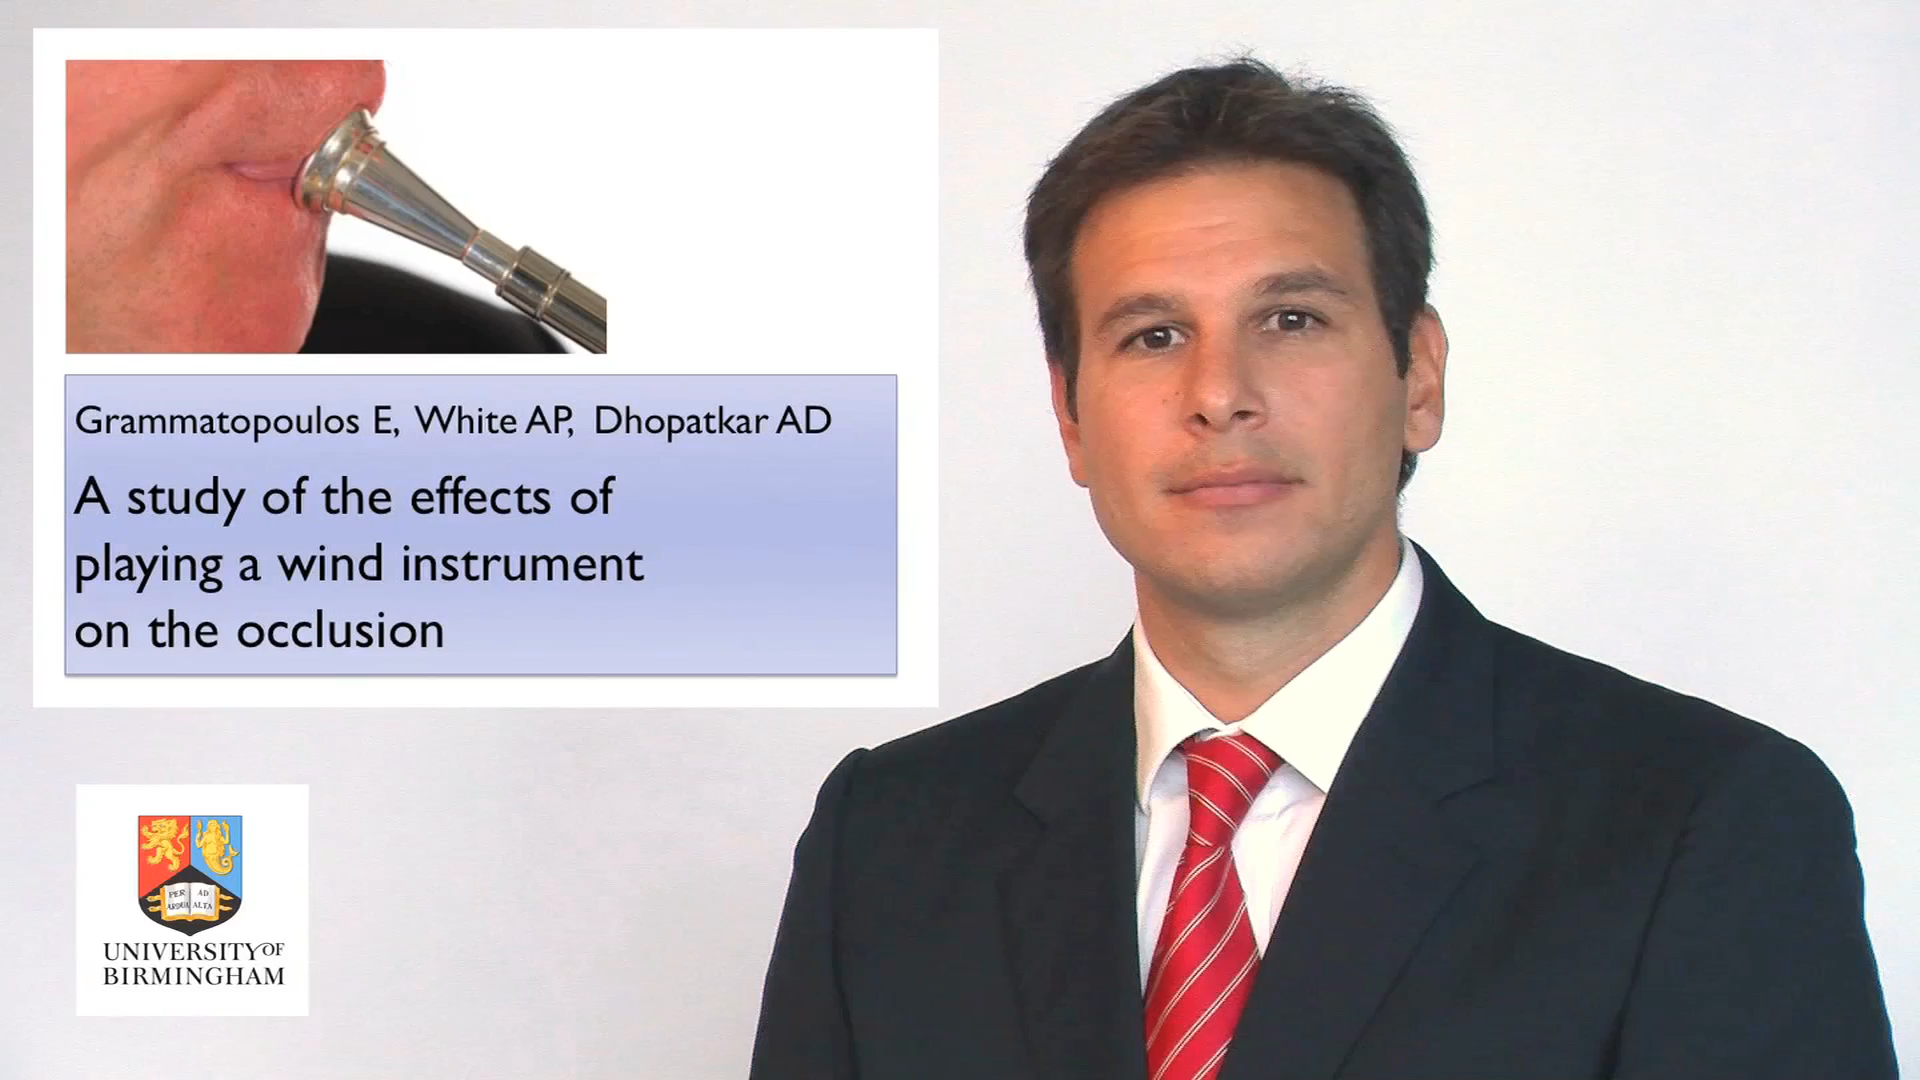 Grammatopoulos E, White AP, Dhopatkar AD
A study of the effects of
playing a wind instrument
on the occlusion
PER AD
ARDUA ALTA
UNIVERSITY OF
BIRMINGHAM